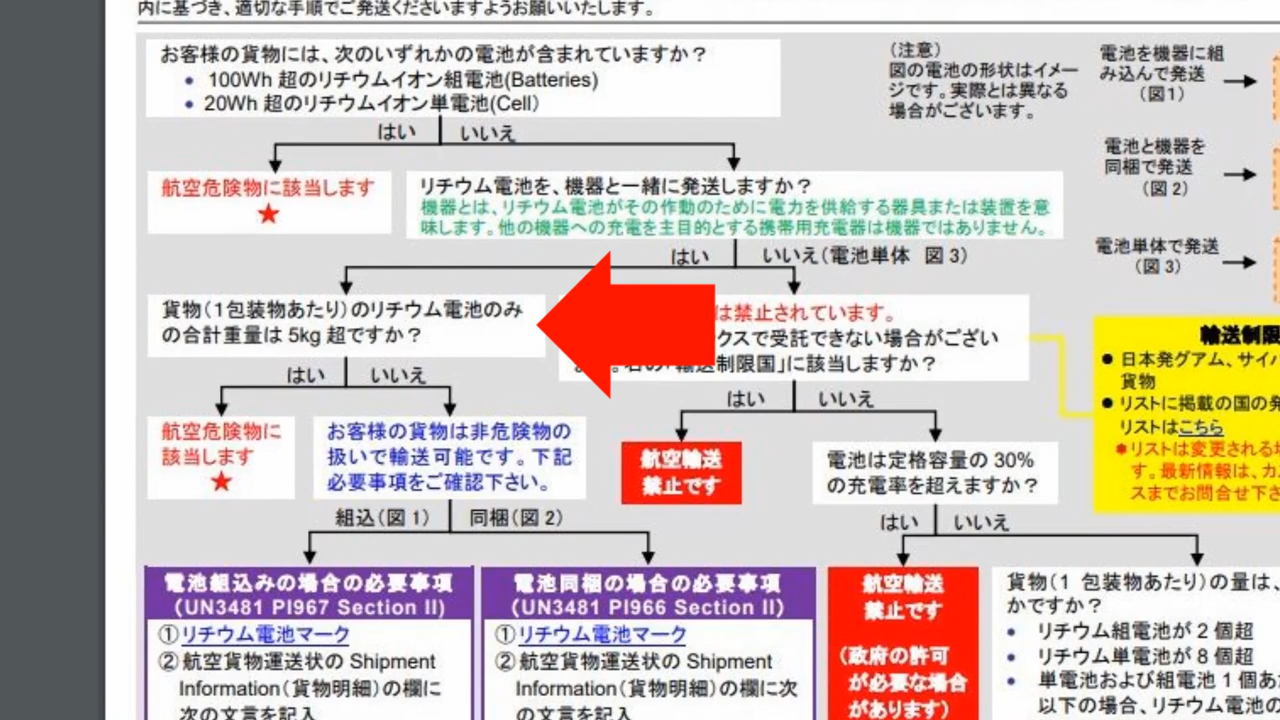 内に基づき、適切な手順でご発送くださいますようお願いいたします。
お客様の貨物には、次のいずれかの電池が含まれていますか？
• 100Wh 超のリチウムイオン組電池(Batteries)
• 20Wh 超のリチウムイオン単電池(Cell)
（注意）
図の電池の形状はイメー
ジです。実際とは異なる
場合がございます。
電池を機器に組
み込んで発送
（図1）
はい いいえ
電池と機器を
同梱で発送
（図 2）
航空危険物に該当します
★
リチウム電池を、機器と一緒に発送しますか？
機器とは、リチウム電池がその作動のために電力を供給する器具または装置を意
味します。他の機器への充電を主目的とする携帯用充電器は機器ではありません。
電池単体で発送
（図 3）
はい いいえ（電池単体 図 3）
貨物（1包装物あたり）のリチウム電池のみ
の合計重量は 5kg 超ですか？
は禁止されています。
クスで受託できない場合がござい
「輸送制限国」に該当しますか？
輸送制限
● 日本発グアム、サイパ
貨物
● リストに掲載の国の発
リストはこちら
＊リストは変更される
す。最新情報は、カス
スまでお問合せ下さ
はい いいえ
はい いいえ
航空危険物に
該当します
★
お客様の貨物は非危険物の
扱いで輸送可能です。下記
必要事項をご確認下さい。
航空輸送
禁止です
電池は定格容量の 30%
の充電率を超えますか？
組込（図 1） 同梱（図 2）
はい いいえ
電池組込みの場合の必要事項
（UN3481 PI967 Section II）
①リチウム電池マーク
②航空貨物運送状の Shipment
Information（貨物明細）の欄に
次の文言を記入
電池同梱の場合の必要事項
（UN3481 PI966 Section II）
①リチウム電池マーク
②航空貨物運送状の Shipment
Information（貨物明細）の欄に次
の文言を記入
航空輸送
禁止です
（政府の許可
が必要な場合
があります）
貨物（1 包装物あたり）の量は、
かですか？
• リチウム組電池が 2 個超
• リチウム単電池が 8 個超
• 単電池および組電池 1 個あ
以下の場合、リチウム電池の